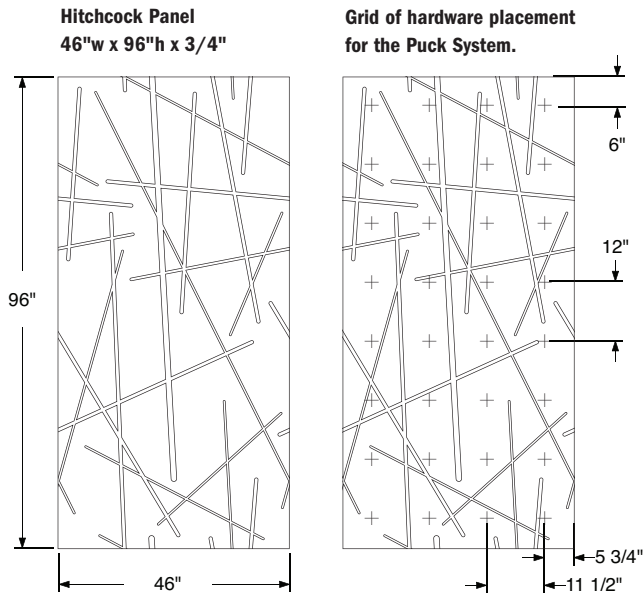 Hitchcock Panel
46"w x 96"h x 3/4"
Grid of hardware placement
for the Puck System.
6"
12"
96"
5 3/4"
46"
11 1/2"